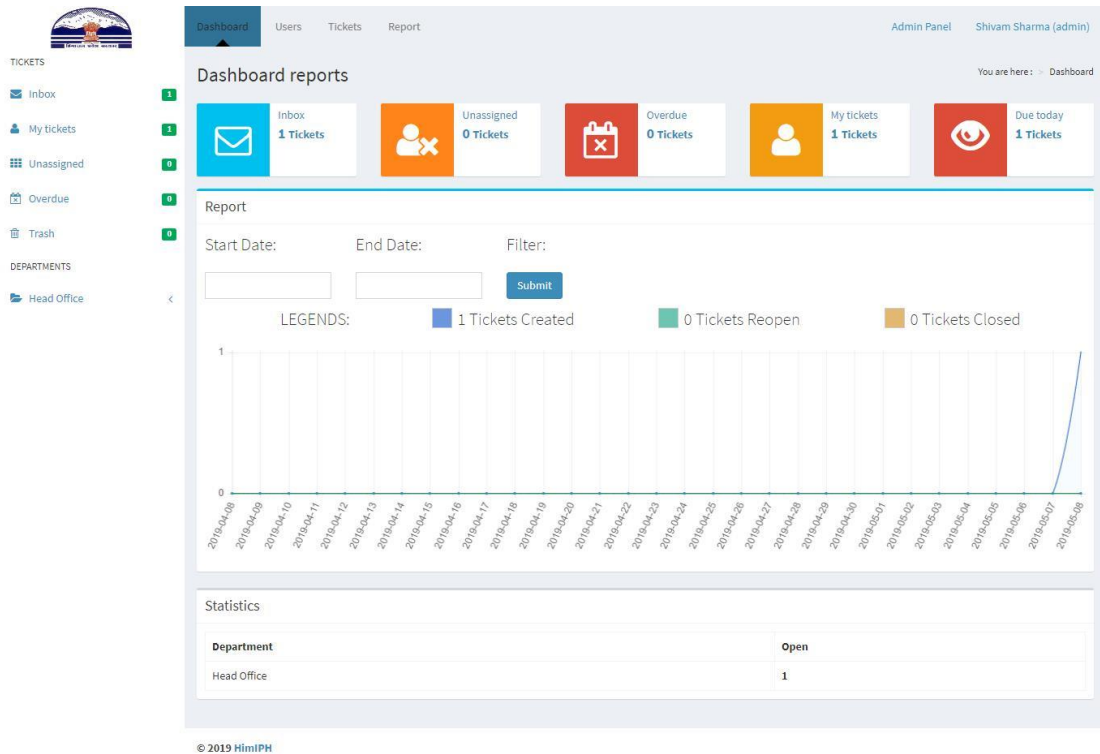 Dashboard Users Tickets Report Admin Panel Shivam Sharma (admin)
TICKETS
Inbox 1
My tickets 1
Unassigned 0
Overdue 0
Trash 0
DEPARTMENTS
Head Office
Dashboard reports
You are here : > Dashboard
Inbox
1 Tickets
Unassigned
0 Tickets
Overdue
0 Tickets
My tickets
1 Tickets
Due today
1 Tickets
Report
Start Date: End Date: Filter:
Submit
LEGENDS: 1 Tickets Created 0 Tickets Reopen 0 Tickets Closed
1
0
2019-04-08 2019-04-09 2019-04-10 2019-04-11 2019-04-12 2019-04-13 2019-04-14 2019-04-15 2019-04-16 2019-04-17 2019-04-18 2019-04-19 2019-04-20 2019-04-21 2019-04-22 2019-04-23 2019-04-24 2019-04-25 2019-04-26 2019-04-27 2019-04-28 2019-04-29 2019-04-30 2019-05-01 2019-05-02 2019-05-03 2019-05-04 2019-05-05 2019-05-06 2019-05-07 2019-05-08
Statistics
Department Open
Head Office 1
© 2019 HimIPH